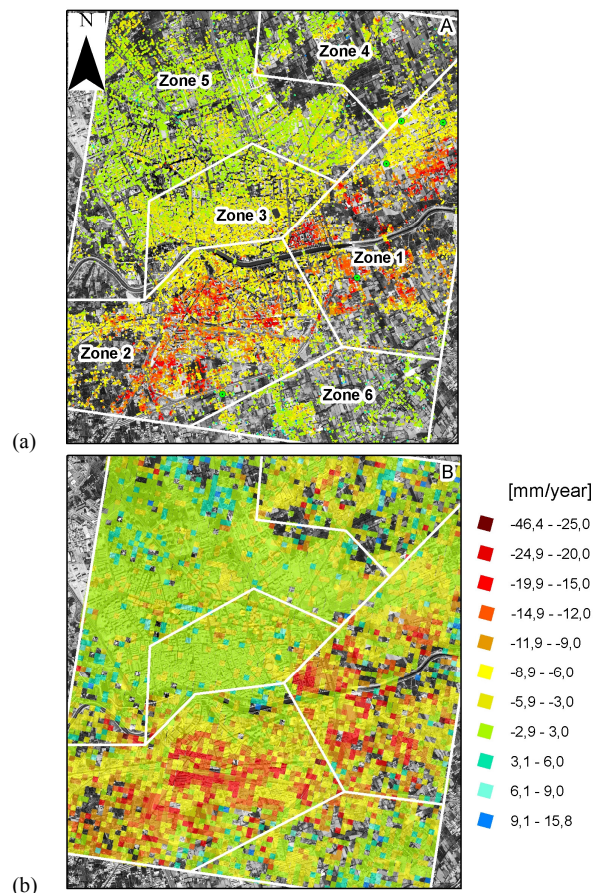 N
A
Zone 4
Zone 5
Zone 3
Zone 1
Zone 2
Zone 6
(a)
B
[mm/year]
-46,4 - -25,0
-24,9 - -20,0
-19,9 - -15,0
-14,9 - -12,0
-11,9 - -9,0
-8,9 - -6,0
-5,9 - -3,0
-2,9 - 3,0
3,1 - 6,0
6,1 - 9,0
9,1 - 15,8
(b)